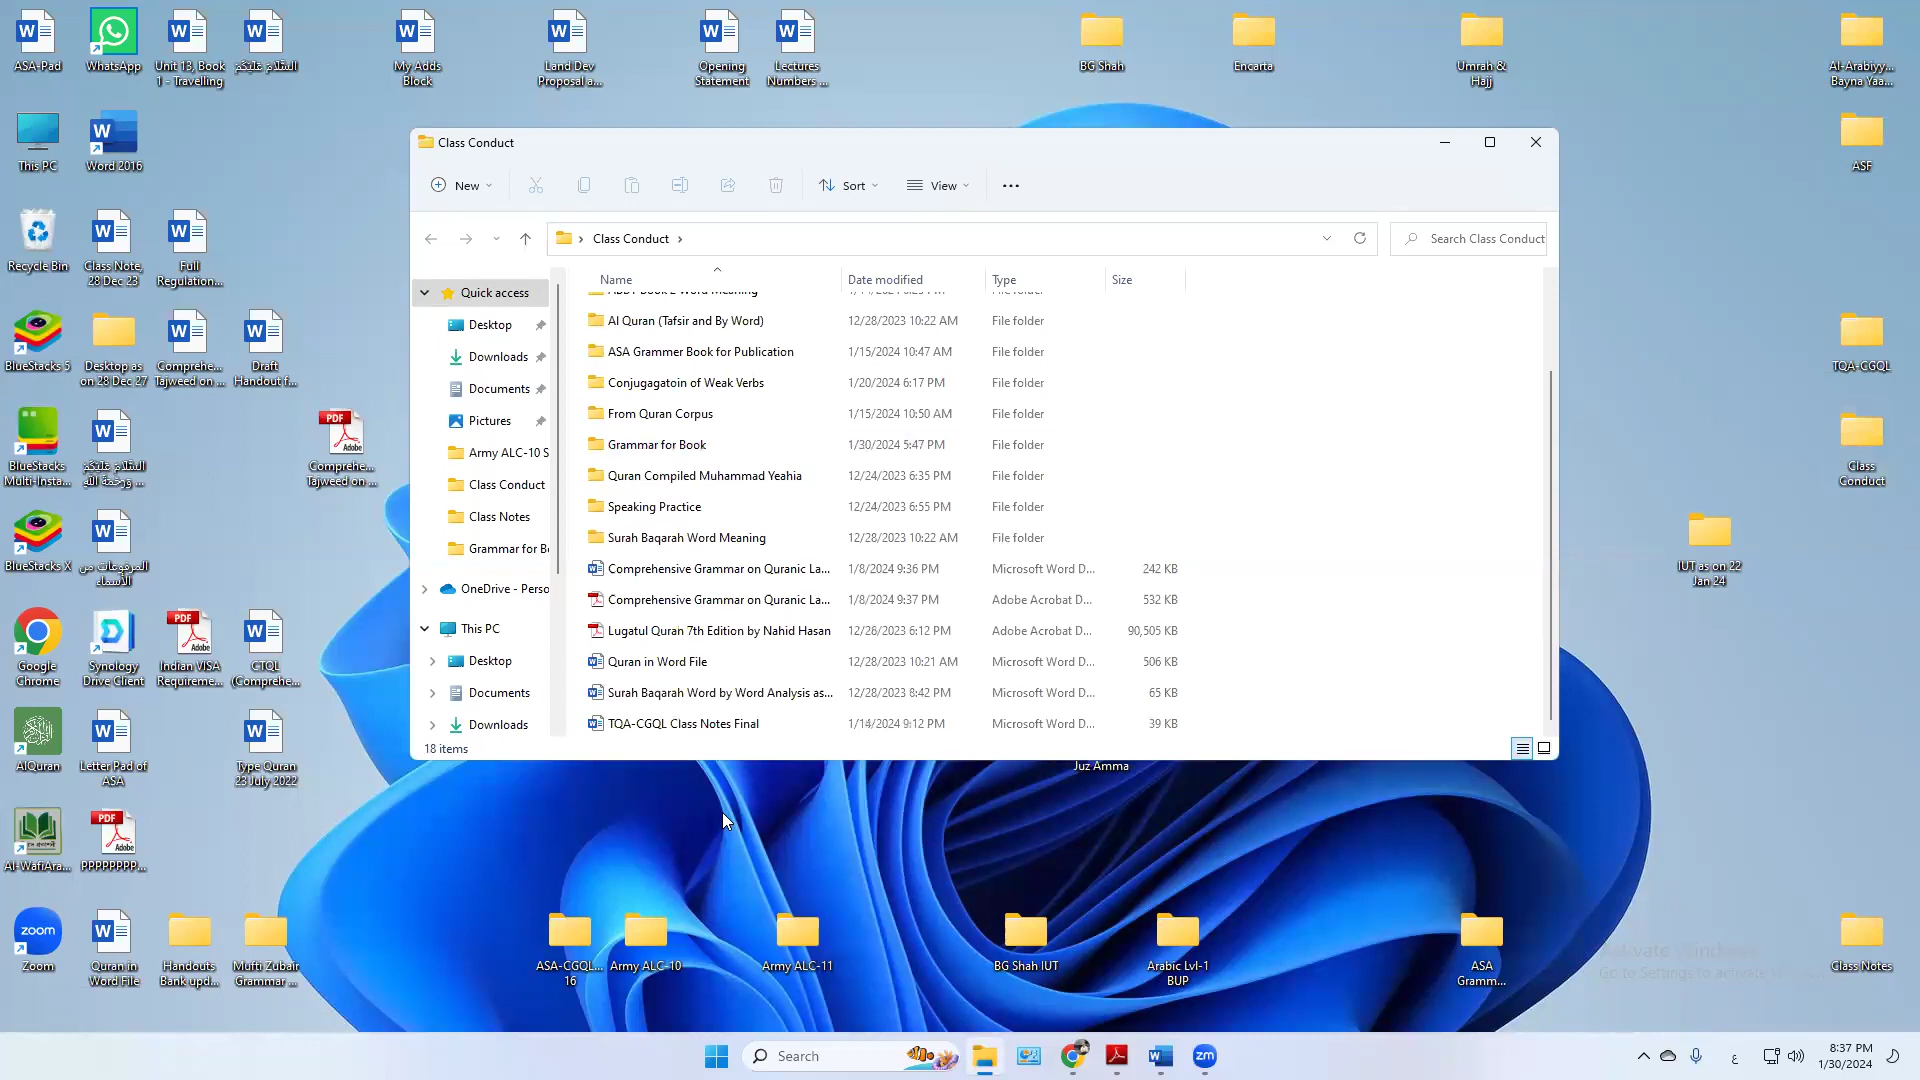 ASA-Pad
WhatsApp
Unit 13, Book
1 - Travelling
السَّلَامُ عَلَيْكُمْ
My Adds
Block
Land Dev
Proposal a...
Opening
Statement
Lectures
Numbers ...
BG Shah
Encarta
Umrah &
Hajj
Al-Arabiyy...
Bayna Yaa...
This PC
Word 2016
ASF
Recycle Bin
Class Note,
28 Dec 23
Full
Regulation...
BlueStacks 5
Desktop as
on 28 Dec 27
Comprehe...
Tajweed on ...
Draft
Handout f...
TQA-CGQL
BlueStacks
Multi-Insta...
السَّلَامُ عَلَيْكُمْ
وَرَحْمَةُ اللَّهِ ...
Comprehe...
Tajweed on ...
Class
Conduct
BlueStacks X
المرفوعات من
الأسماء
IUT as on 22
Jan 24
Google
Chrome
Synology
Drive Client
Indian VISA
Requireme...
CTQL
(Comprehe...
AlQuran
Letter Pad of
ASA
Type Quran
23 July 2022
Al-WafiAra...
PPPPPPPP...
Zoom
Quran in
Word File
Handouts
Bank upd...
Mufti Zubair
Grammar ...
ASA-CGQL...
16
Army ALC-10
Army ALC-11
BG Shah IUT
Arabic Lvl-1
BUP
ASA
Gramm...
Class Notes
Juz Amma
Class Conduct
New
Sort
View
Class Conduct
Search Class Conduct
Name
Date modified
Type
Size
Quick access
Desktop
Downloads
Documents
Pictures
Army ALC-10 S
Class Conduct
Class Notes
Grammar for Bo
OneDrive - Perso
This PC
Desktop
Documents
Downloads
Al Quran (Tafsir and By Word) 12/28/2023 10:22 AM File folder
ASA Grammer Book for Publication 1/15/2024 10:47 AM File folder
Conjugagatoin of Weak Verbs 1/20/2024 6:17 PM File folder
From Quran Corpus 1/15/2024 10:50 AM File folder
Grammar for Book 1/30/2024 5:47 PM File folder
Quran Compiled Muhammad Yeahia 12/24/2023 6:35 PM File folder
Speaking Practice 12/24/2023 6:55 PM File folder
Surah Baqarah Word Meaning 12/28/2023 10:22 AM File folder
Comprehensive Grammar on Quranic La... 1/8/2024 9:36 PM Microsoft Word D... 242 KB
Comprehensive Grammar on Quranic La... 1/8/2024 9:37 PM Adobe Acrobat D... 532 KB
Lugatul Quran 7th Edition by Nahid Hasan 12/26/2023 6:12 PM Adobe Acrobat D... 90,505 KB
Quran in Word File 12/28/2023 10:21 AM Microsoft Word D... 506 KB
Surah Baqarah Word by Word Analysis as... 12/28/2023 8:42 PM Microsoft Word D... 65 KB
TQA-CGQL Class Notes Final 1/14/2024 9:12 PM Microsoft Word D... 39 KB
18 items
Search
8:37 PM
1/30/2024